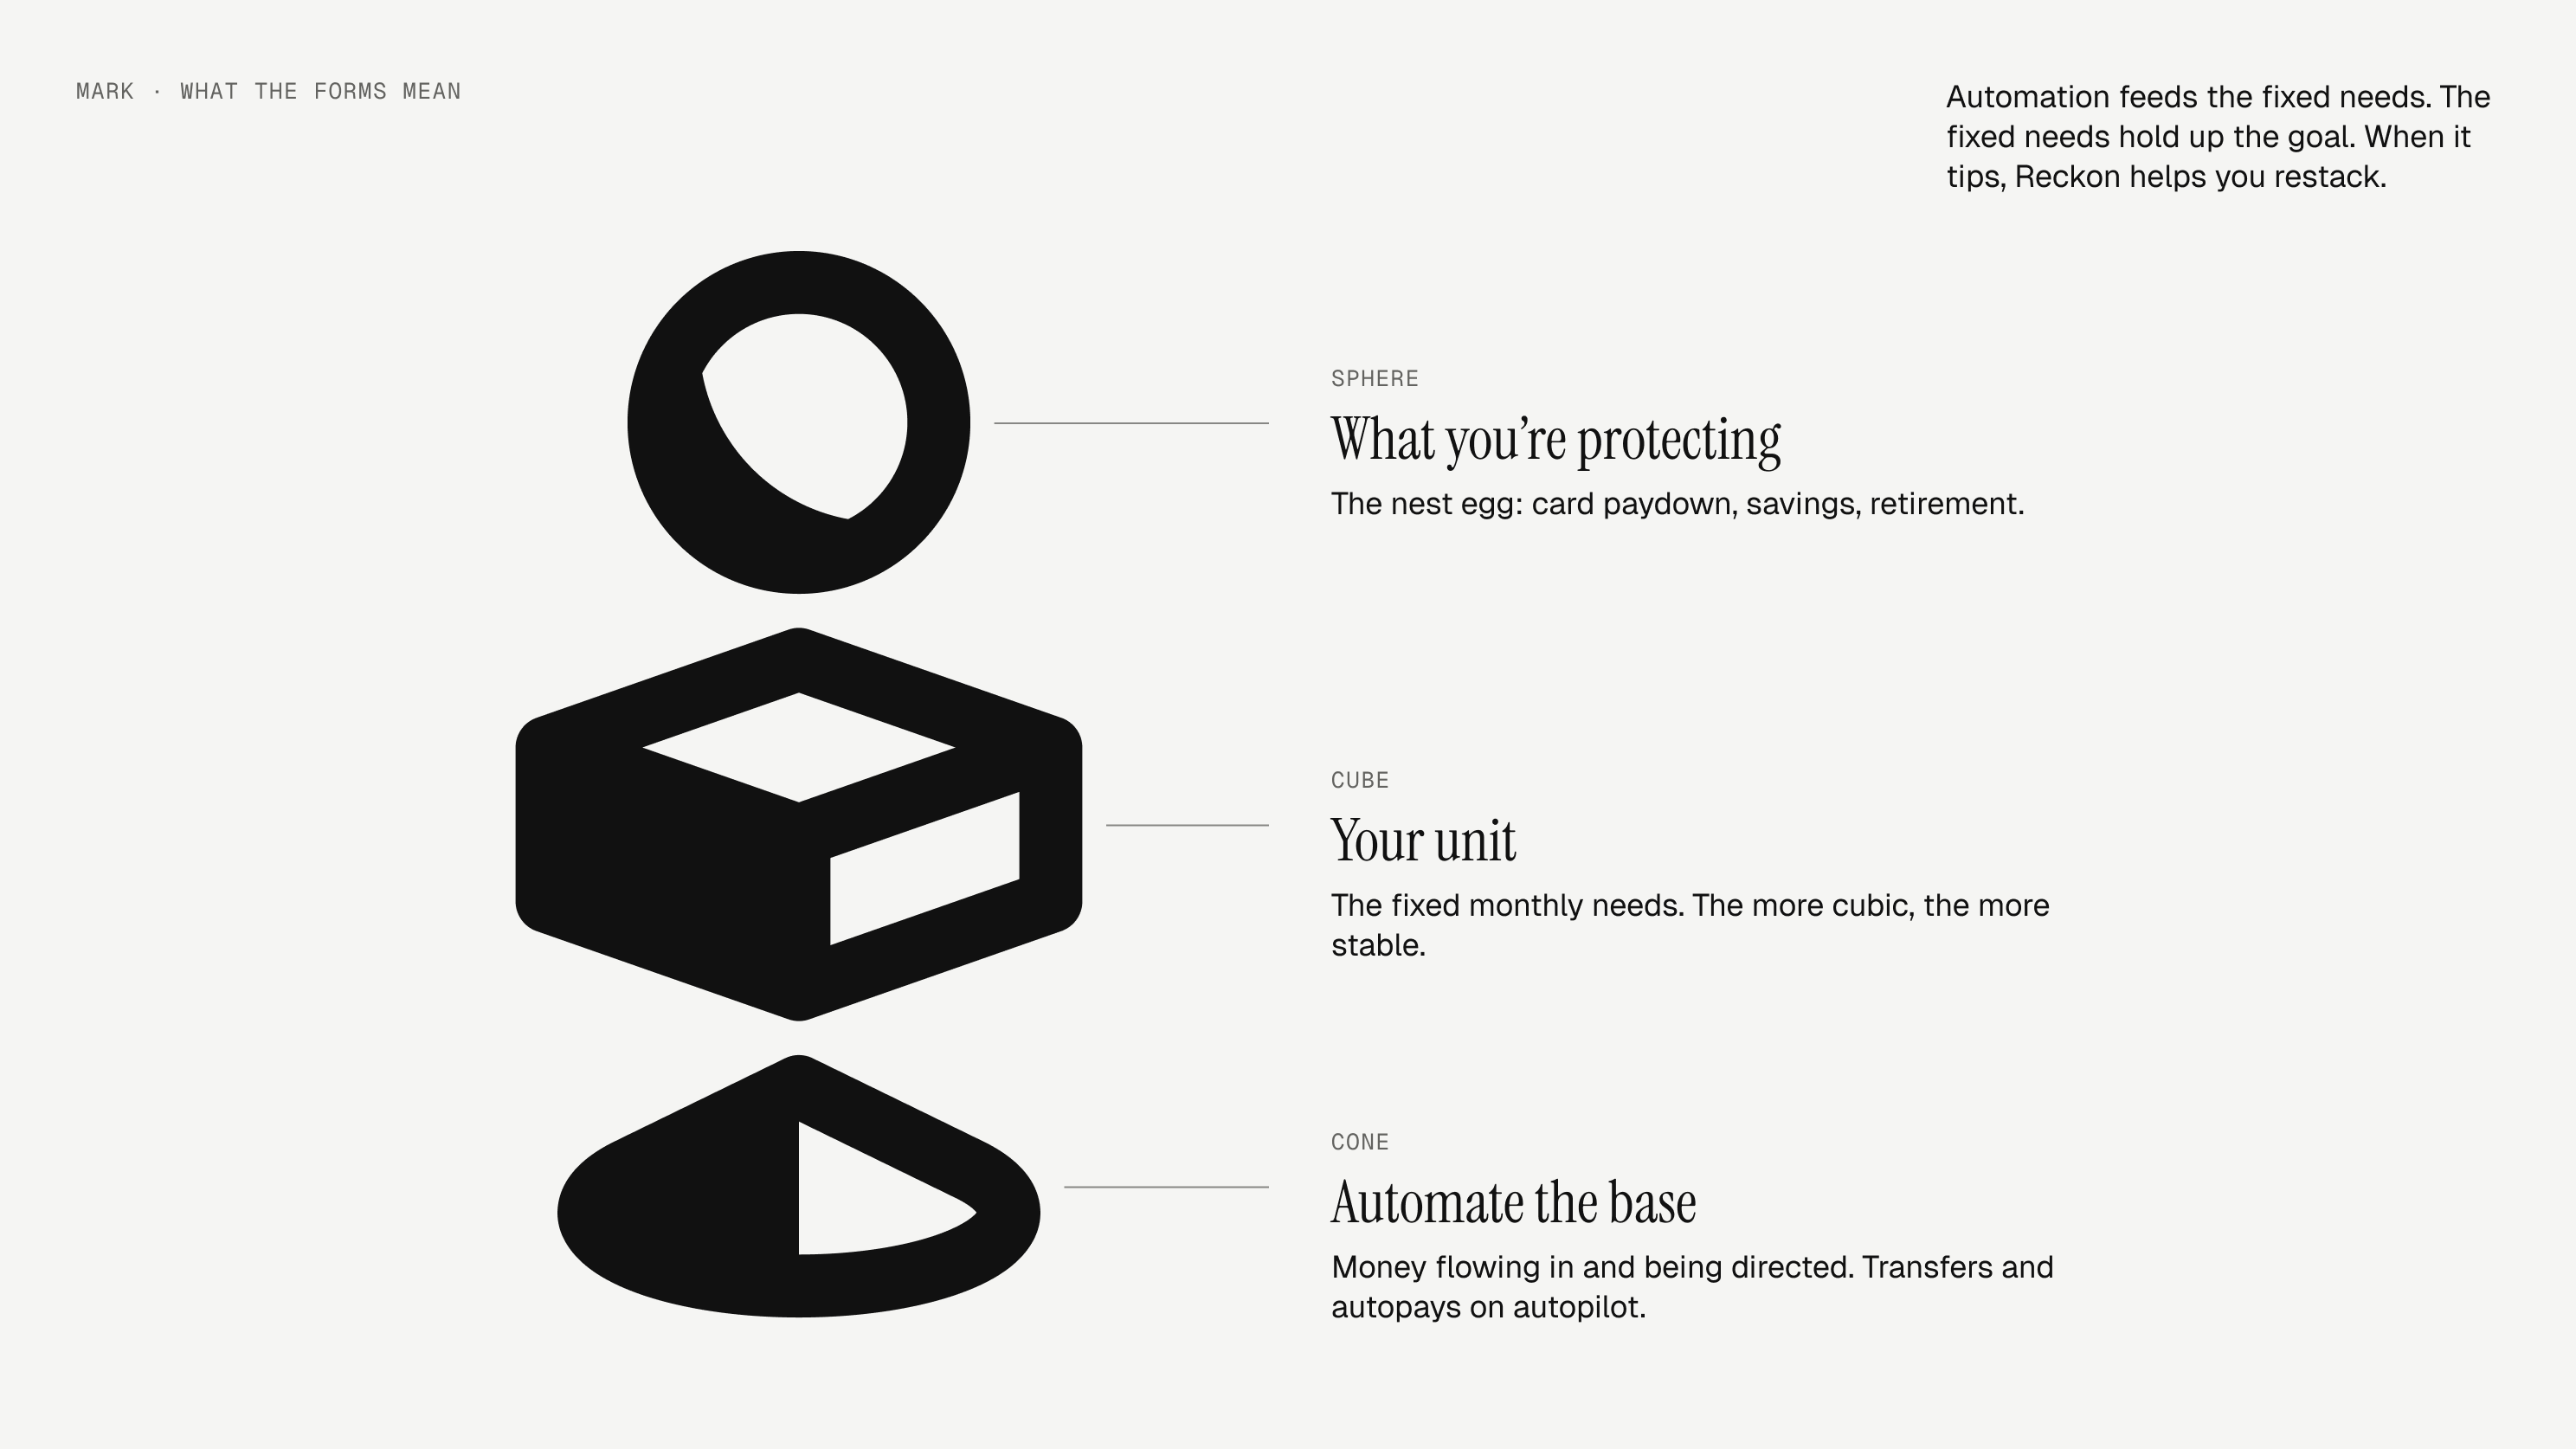 MARK · WHAT THE FORMS MEAN
Automation feeds the fixed needs. The
fixed needs hold up the goal. When it
tips, Reckon helps you restack.
SPHERE
What you’re protecting
The nest egg: card paydown, savings, retirement.
CUBE
Your unit
The fixed monthly needs. The more cubic, the more
stable.
CONE
Automate the base
Money flowing in and being directed. Transfers and
autopays on autopilot.